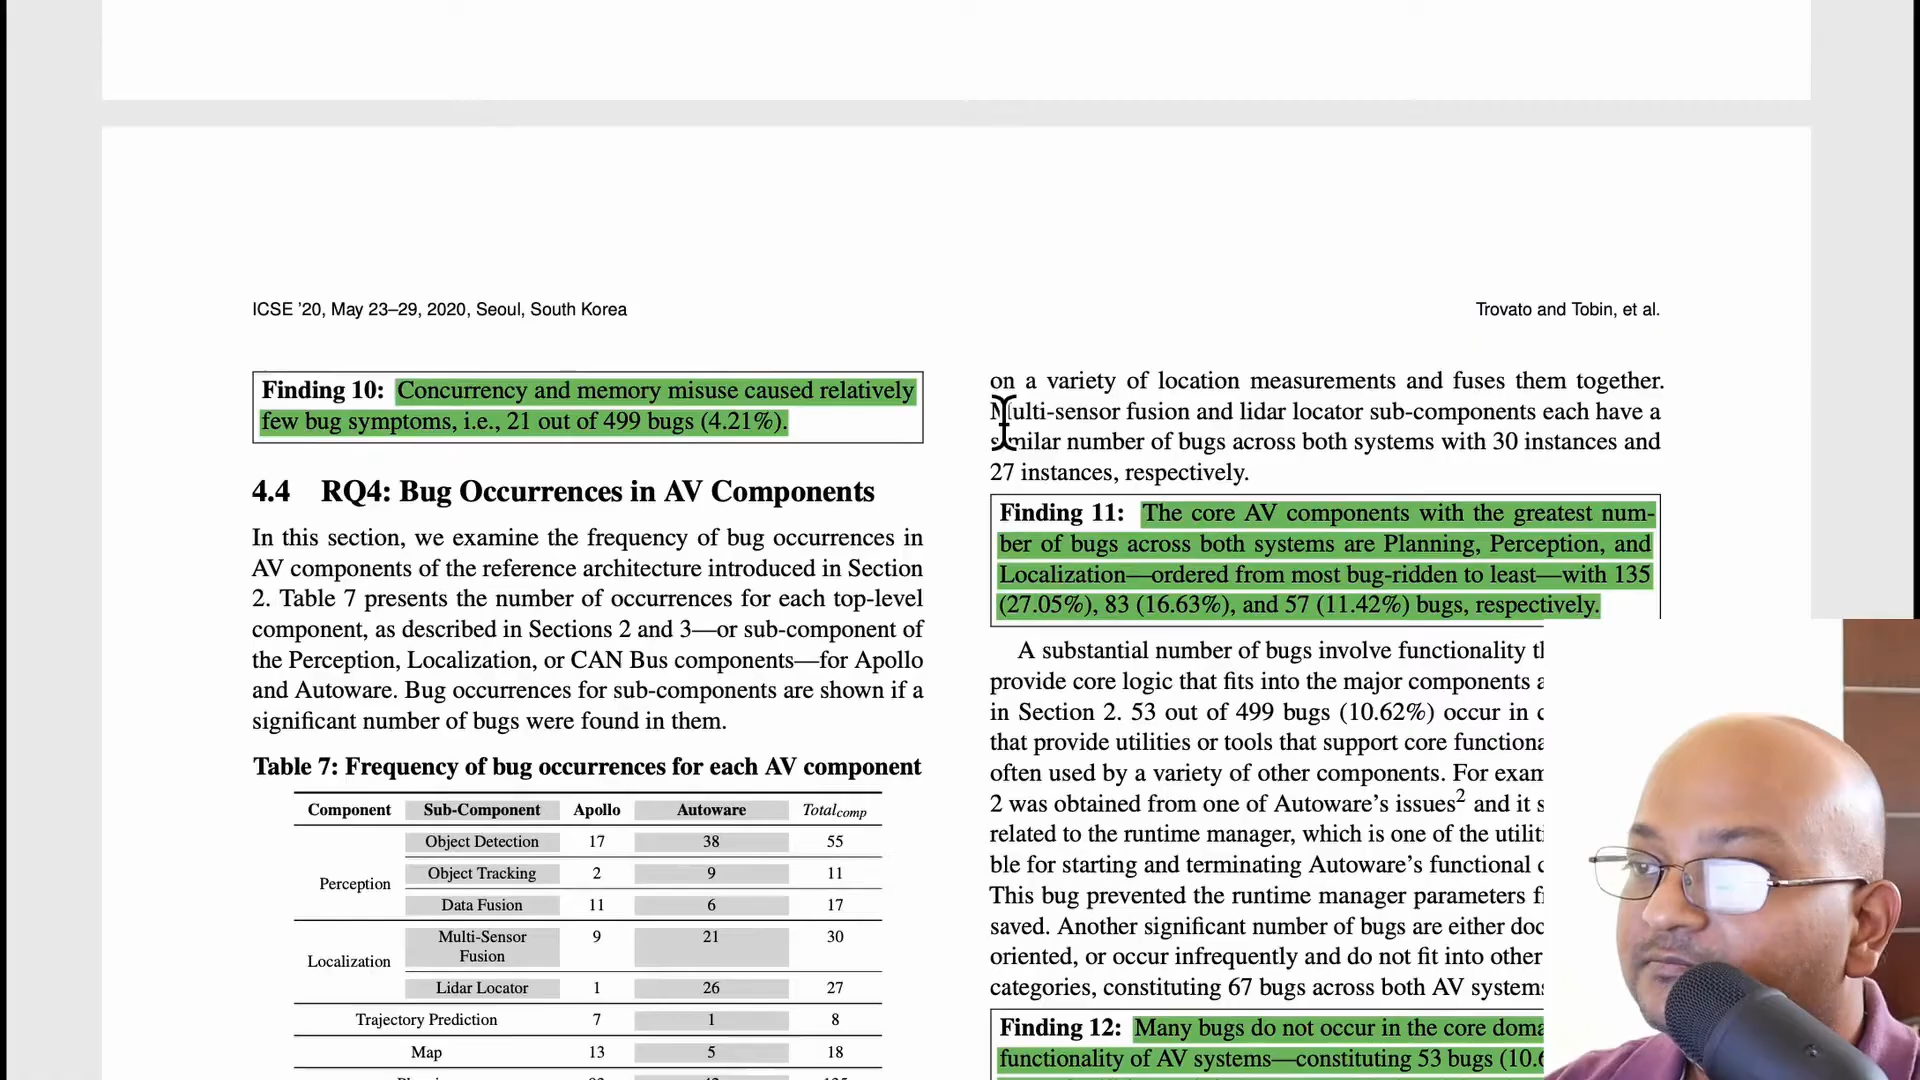 ICSE ’20, May 23–29, 2020, Seoul, South Korea
Trovato and Tobin, et al.
Finding 10: Concurrency and memory misuse caused relatively
few bug symptoms, i.e., 21 out of 499 bugs (4.21%).
4.4 RQ4: Bug Occurrences in AV Components
In this section, we examine the frequency of bug occurrences in
AV components of the reference architecture introduced in Section
2. Table 7 presents the number of occurrences for each top-level
component, as described in Sections 2 and 3—or sub-component of
the Perception, Localization, or CAN Bus components—for Apollo
and Autoware. Bug occurrences for sub-components are shown if a
significant number of bugs were found in them.
Table 7: Frequency of bug occurrences for each AV component
Component Sub-Component Apollo Autoware Totalcomp
Object Detection 17 38 55
Perception Object Tracking 2 9 11
Data Fusion 11 6 17
Localization Multi-Sensor Fusion 9 21 30
Lidar Locator 1 26 27
Trajectory Prediction 7 1 8
Map 13 5 18
on a variety of location measurements and fuses them together.
Multi-sensor fusion and lidar locator sub-components each have a
similar number of bugs across both systems with 30 instances and
27 instances, respectively.
Finding 11: The core AV components with the greatest num-
ber of bugs across both systems are Planning, Perception, and
Localization—ordered from most bug-ridden to least—with 135
(27.05%), 83 (16.63%), and 57 (11.42%) bugs, respectively.
A substantial number of bugs involve functionality
provide core logic that fits into the major components
in Section 2. 53 out of 499 bugs (10.62%) occur in
that provide utilities or tools that support core
often used by a variety of other components. For
2 was obtained from one of Autoware’s issues2 and it
related to the runtime manager, which is one of the
ble for starting and terminating Autoware’s functional
This bug prevented the runtime manager parameters
saved. Another significant number of bugs are either
oriented, or occur infrequently and do not fit into other
categories, constituting 67 bugs across both AV systems
Finding 12: Many bugs do not occur in the core
functionality of AV systems—constituting 53 bugs